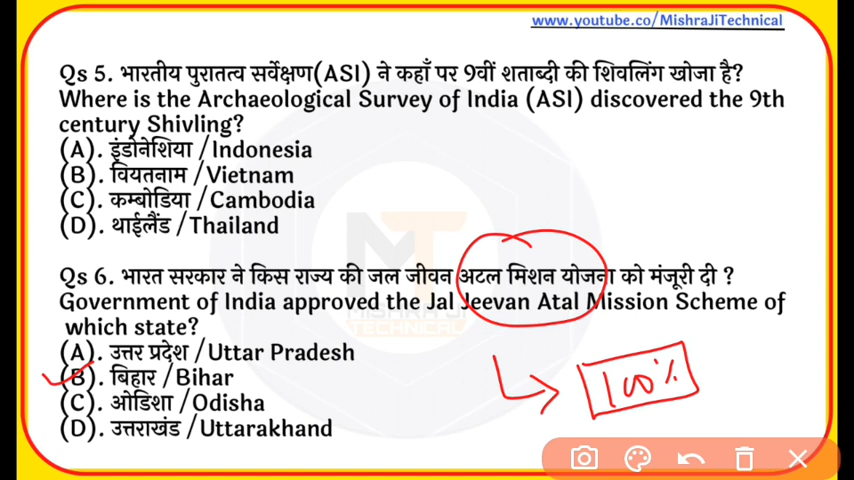 www.youtube.co/MishraJiTechnical
Qs 5. भारतीय पुरातत्व सर्वेक्षण(ASI) ने कहाँ पर 9वीं शताब्दी की शिवलिंग खोजा है?
Where is the Archaeological Survey of India (ASI) discovered the 9th
century Shivling?
(A). इंडोनेशिया /Indonesia
(B). वियतनाम /Vietnam
(C). कम्बोडिया /Cambodia
(D). थाईलैंड /Thailand
MT
Qs 6. भारत सरकार ने किस राज्य की जल जीवन अटल मिशन योजना को मंजूरी दी ?
Government of India approved the Jal Jeevan Atal Mission Scheme of
which state?
TECHNICAL
(A). उत्तर प्रदेश /Uttar Pradesh
(B). बिहार /Bihar
100%
(C). ओडिशा /Odisha
(D). उत्तराखंड /Uttarakhand